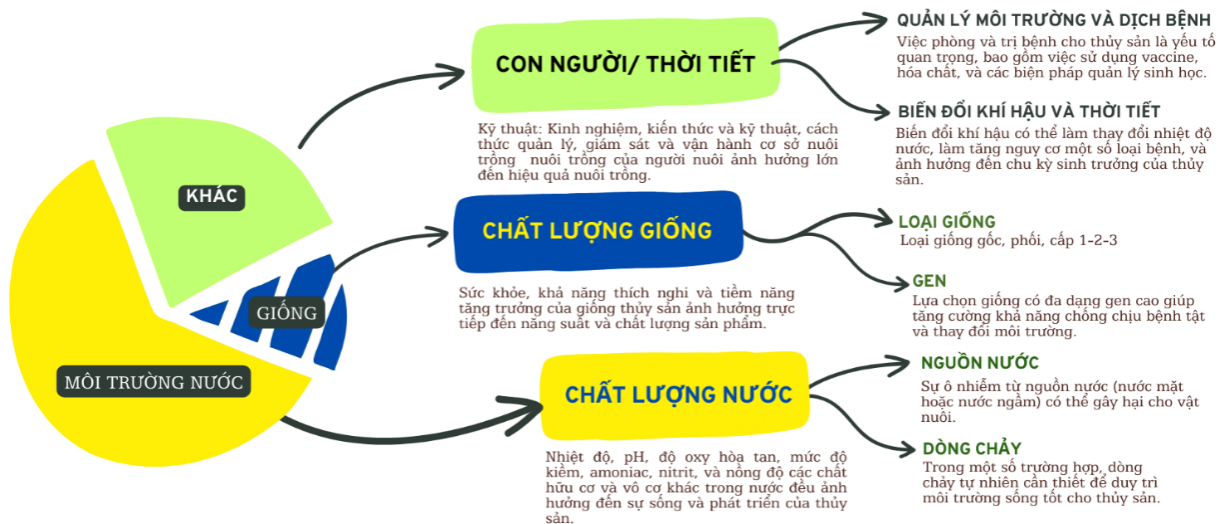 KHÁC
GIỐNG
MÔI TRƯỜNG NƯỚC
CON NGƯỜI/ THỜI TIẾT
Kỹ thuật: Kinh nghiệm, kiến thức và kỹ thuật, cách
thức quản lý, giám sát và vận hành cơ sở nuôi
trồng nuôi trồng của người nuôi ảnh hưởng lớn
đến hiệu quả nuôi trồng.
QUẢN LÝ MÔI TRƯỜNG VÀ DỊCH BỆNH
Việc phòng và trị bệnh cho thủy sản là yếu tố
quan trọng, bao gồm việc sử dụng vaccine,
hóa chất, và các biện pháp quản lý sinh học.
BIẾN ĐỔI KHÍ HẬU VÀ THỜI TIẾT
Biến đổi khí hậu có thể làm thay đổi nhiệt độ
nước, làm tăng nguy cơ một số loại bệnh, và
ảnh hưởng đến chu kỳ sinh trưởng của thủy
sản.
CHẤT LƯỢNG GIỐNG
Sức khỏe, khả năng thích nghi và tiềm năng
tăng trưởng của giống thủy sản ảnh hưởng trực
tiếp đến năng suất và chất lượng sản phẩm.
LOẠI GIỐNG
Loại giống gốc, phối, cấp 1-2-3
GEN
Lựa chọn giống có đa dạng gen cao giúp
tăng cường khả năng chống chịu bệnh tật
và thay đổi môi trường.
CHẤT LƯỢNG NƯỚC
Nhiệt độ, pH, độ oxy hòa tan, mức độ
kiềm, amoniac, nitrit, và nồng độ các chất
hữu cơ và vô cơ khác trong nước đều ảnh
hưởng đến sự sống và phát triển của thủy
sản.
NGUỒN NƯỚC
Sự ô nhiễm từ nguồn nước (nước mặt
hoặc nước ngầm) có thể gây hại cho vật
nuôi.
DÒNG CHẢY
Trong một số trường hợp, dòng
chảy tự nhiên cần thiết để duy trì
môi trường sống tốt cho thủy sản.